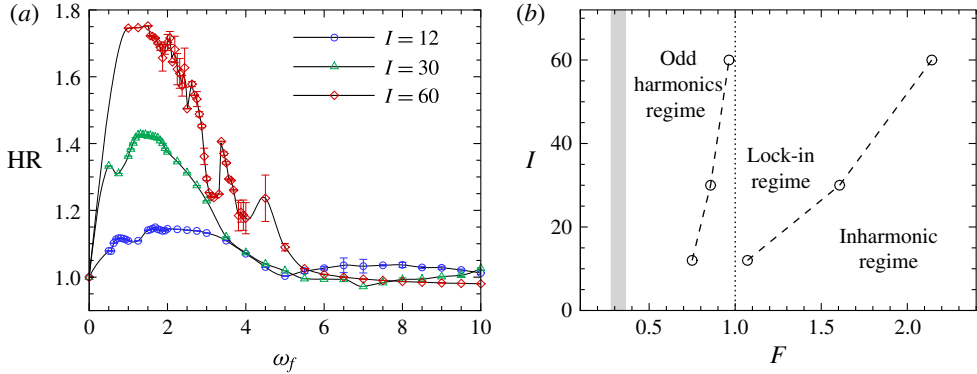 (a)
1.8
1.6
HR
1.4
1.2
1.0
0
2
4
6
8
10
ω_f
I = 12
I = 30
I = 60
(b)
60
40
I
20
0
0.5
1.0
1.5
2.0
F
Odd
harmonics
regime
Lock-in
regime
Inharmonic
regime